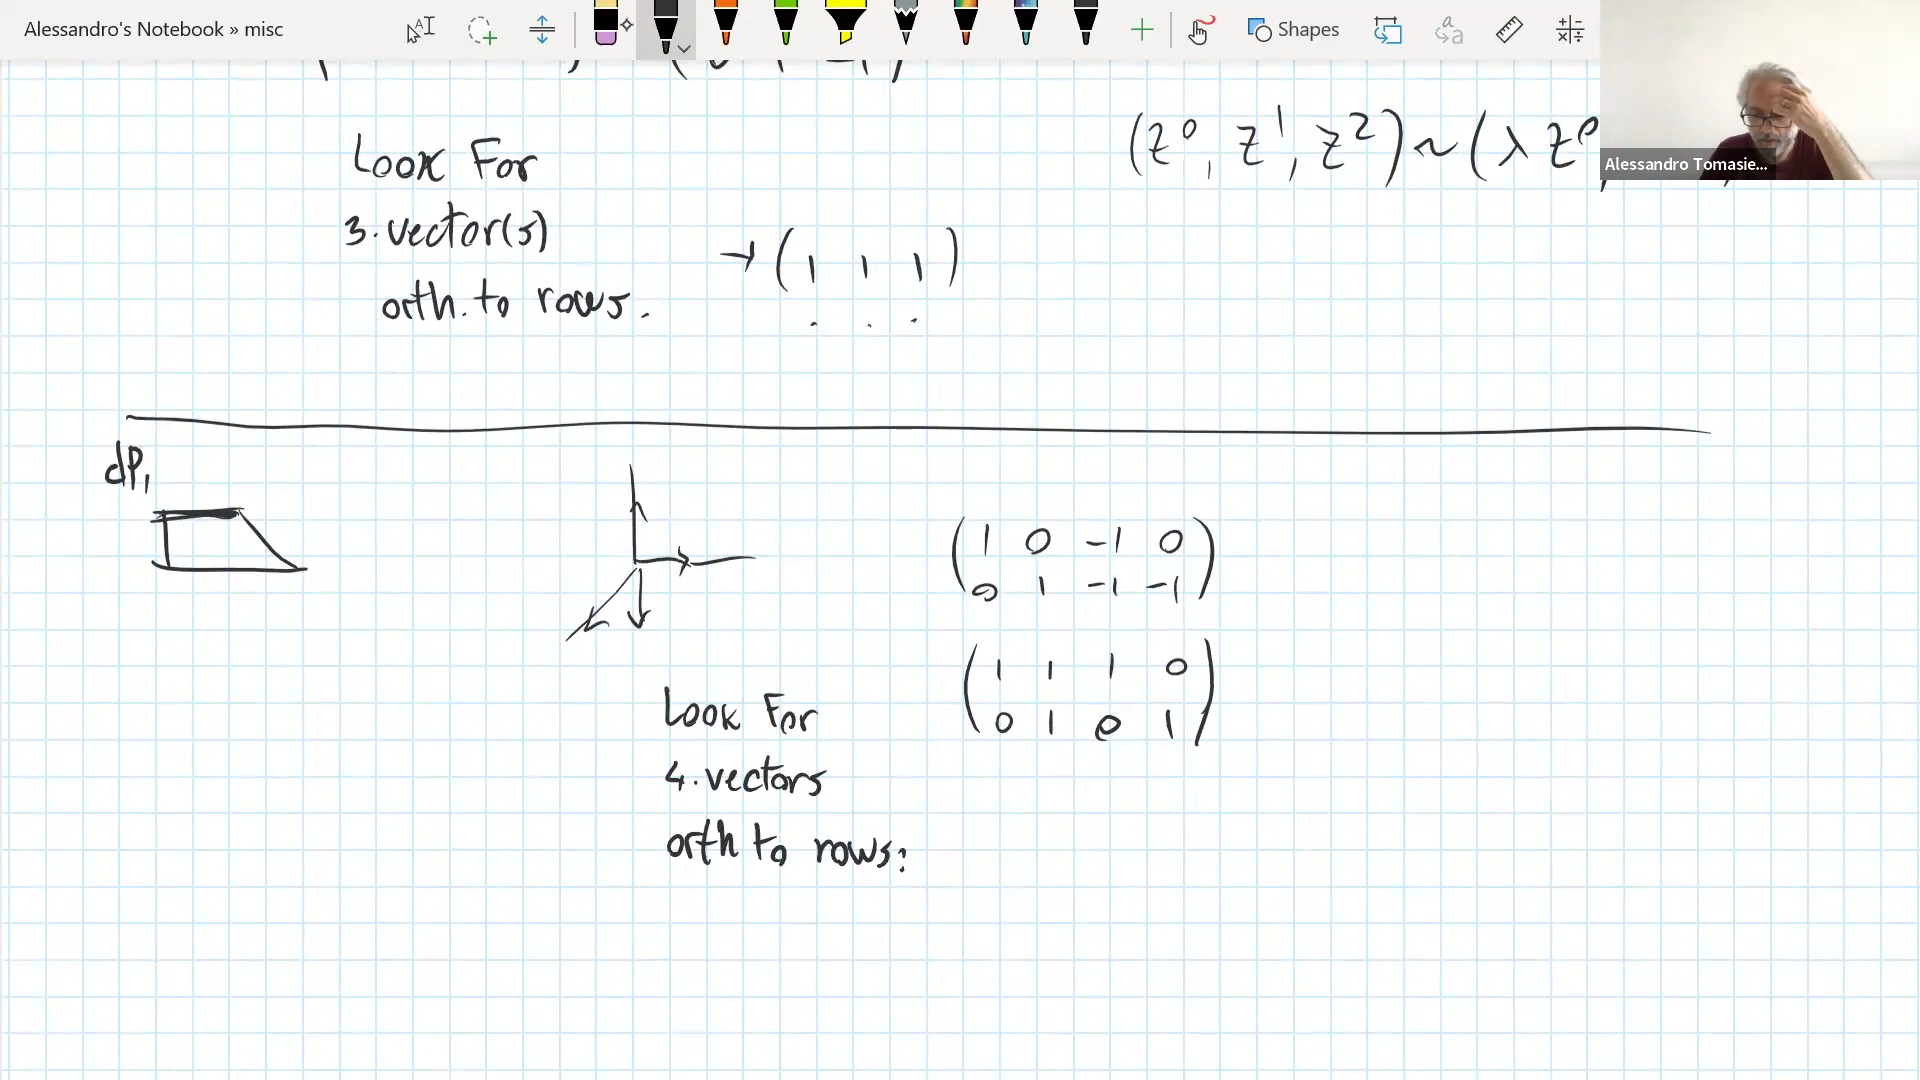 Alessandro's Notebook » misc
Shapes
Alessandro Tomasie...
(z⁰, z¹, z²) ~ (λ z⁰
Look For
3.vector(s)
orth. to rows.
→ ( 1 1 1 )
dP₁
( 1 0 -1 0
0 1 -1 -1 )
( 1 1 1 0
0 1 0 1 )
Look For
4.vectors
orth to rows: